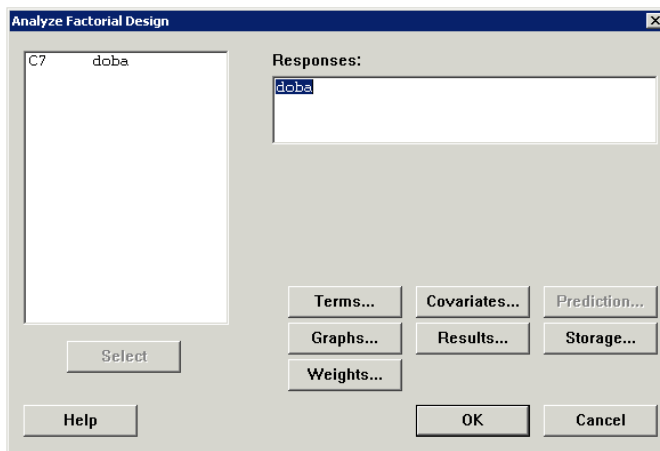 Analyze Factorial Design
C7 doba
Responses:
doba
Terms... Covariates... Prediction...
Graphs... Results... Storage...
Select
Weights...
Help OK Cancel